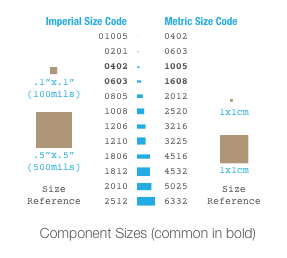 Imperial Size Code Metric Size Code
01005 0402
0201 0603
0402 1005
0603 1608
0805 2012
1008 2520
1206 3216
1210 3225
1806 4516
1812 4532
2010 5025
2512 6332
.1"x.1"
(100mils)
.5"x.5"
(500mils)
Size
Reference
1x1cm
1x1cm
Size
Reference
Component Sizes (common in bold)